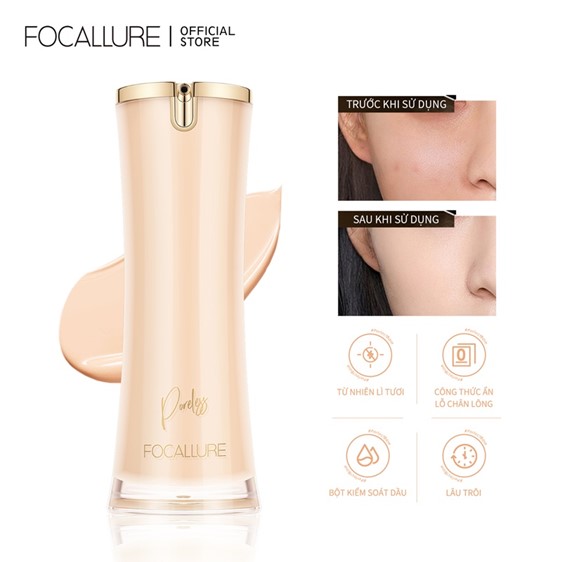 FOCALLURE | OFFICIAL STORE
TRƯỚC KHI SỬ DỤNG
SAU KHI SỬ DỤNG
Poreless
FOCALLURE
TỪ NHIÊN LÌ TƯƠI
CÔNG THỨC ẨN
LỖ CHÂN LÔNG
BỘT KIỂM SOÁT DẦU
LÂU TRÔI